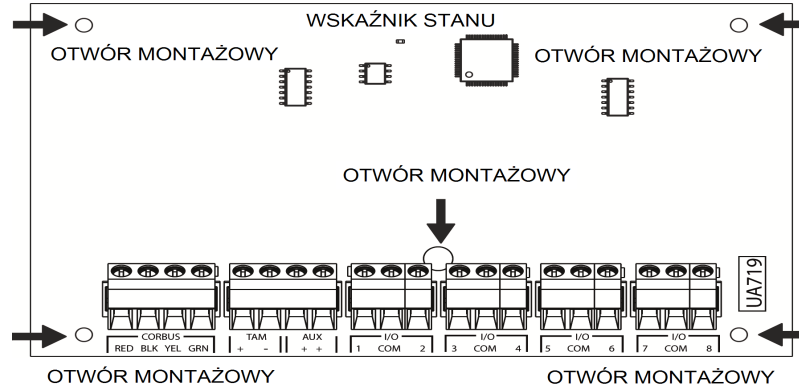 WSKAŹNIK STANU
OTWÓR MONTAŻOWY
OTWÓR MONTAŻOWY
OTWÓR MONTAŻOWY
UA719
CORBUS TAM AUX I/O I/O I/O I/O
RED BLK YEL GRN + - + + 1 COM 2 3 COM 4 5 COM 6 7 COM 8
OTWÓR MONTAŻOWY OTWÓR MONTAŻOWY